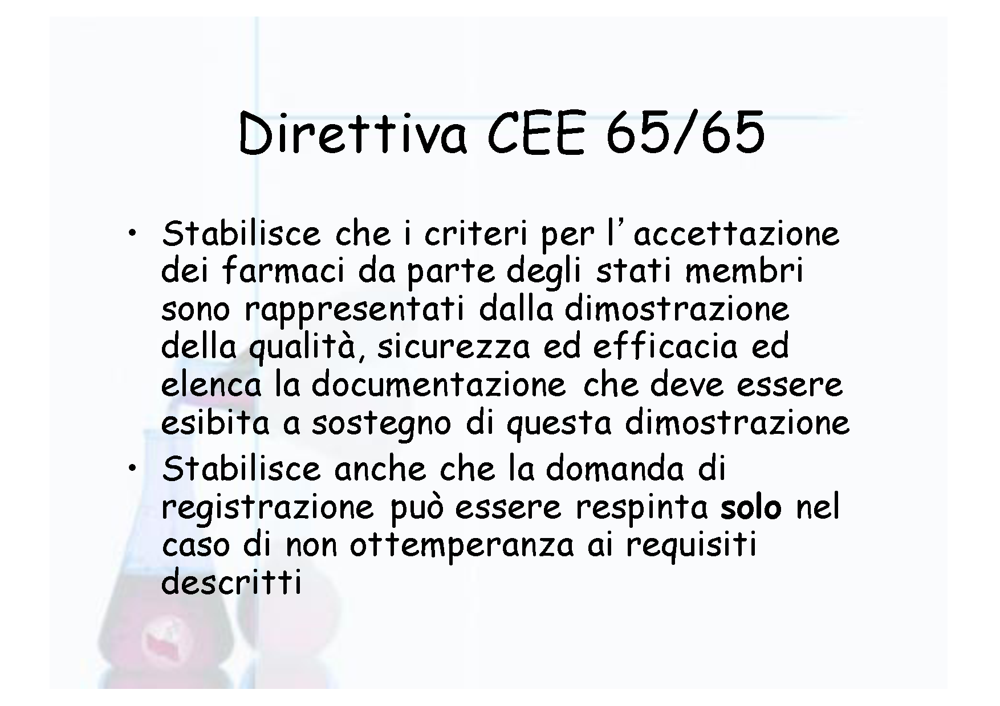 Direttiva CEE 65/65
• Stabilisce che i criteri per l’accettazione
dei farmaci da parte degli stati membri
sono rappresentati dalla dimostrazione
della qualità, sicurezza ed efficacia ed
elenca la documentazione che deve essere
esibita a sostegno di questa dimostrazione
• Stabilisce anche che la domanda di
registrazione può essere respinta solo nel
caso di non ottemperanza ai requisiti
descritti